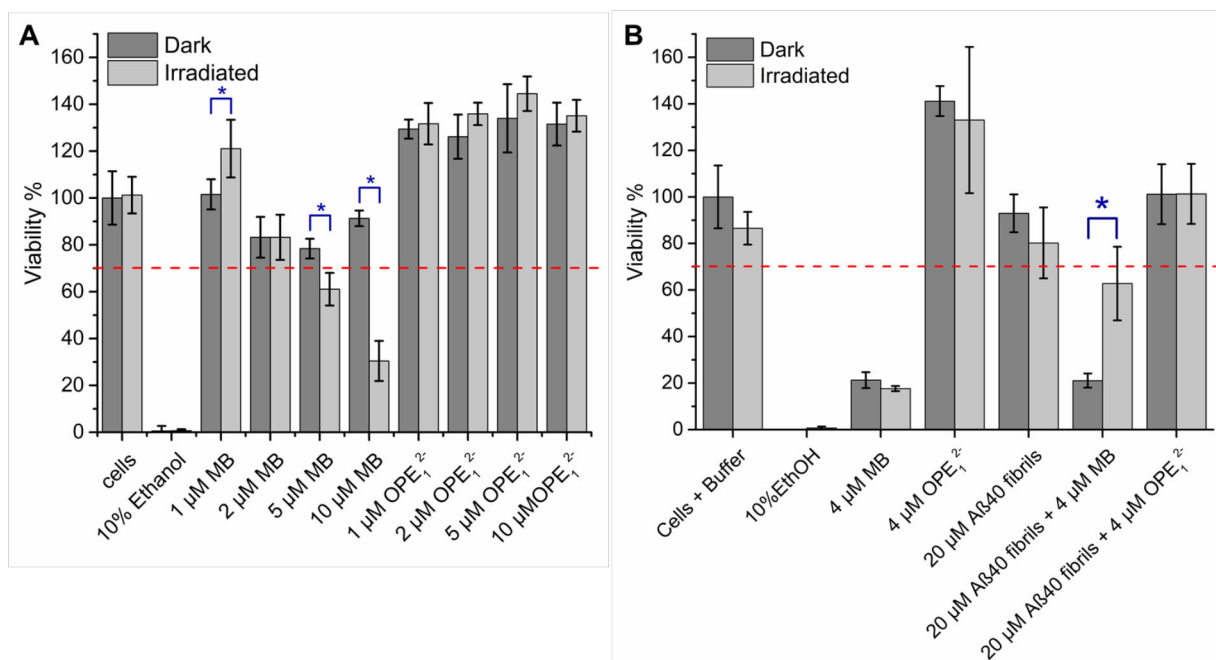 A
Dark
Irradiated
Viability %
160
140
120
100
80
60
40
20
0
*
*
*
cells
10% Ethanol
1 µM MB
2 µM MB
5 µM MB
10 µM MB
1 µM OPE₁²⁻
2 µM OPE₁²⁻
5 µM OPE₁²⁻
10 µMOPE₁²⁻
B
Dark
Irradiated
Viability %
160
140
120
100
80
60
40
20
0
*
Cells + Buffer
10%EthOH
4 µM MB
4 µM OPE₁²⁻
20 µM Aß40 fibrils
20 µM Aß40 fibrils + 4 µM MB
20 µM Aß40 fibrils + 4 µM OPE₁²⁻